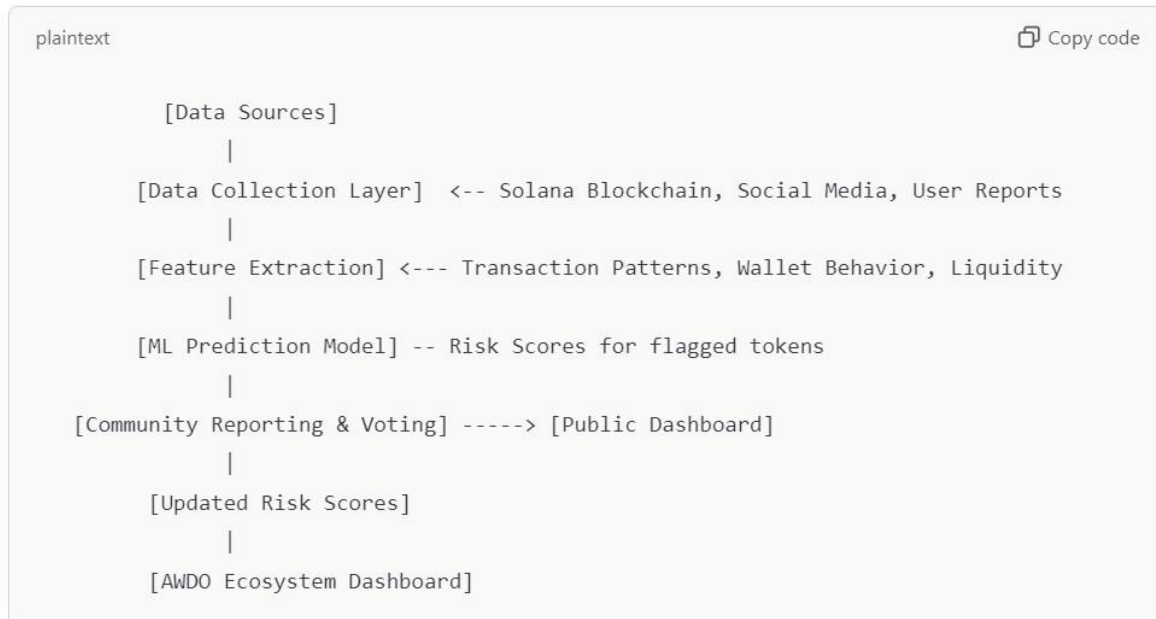 plaintext
Copy code
[Data Sources]
|
[Data Collection Layer] <-- Solana Blockchain, Social Media, User Reports
|
[Feature Extraction] <--- Transaction Patterns, Wallet Behavior, Liquidity
|
[ML Prediction Model] -- Risk Scores for flagged tokens
|
[Community Reporting & Voting] -----> [Public Dashboard]
|
[Updated Risk Scores]
|
[AWDO Ecosystem Dashboard]